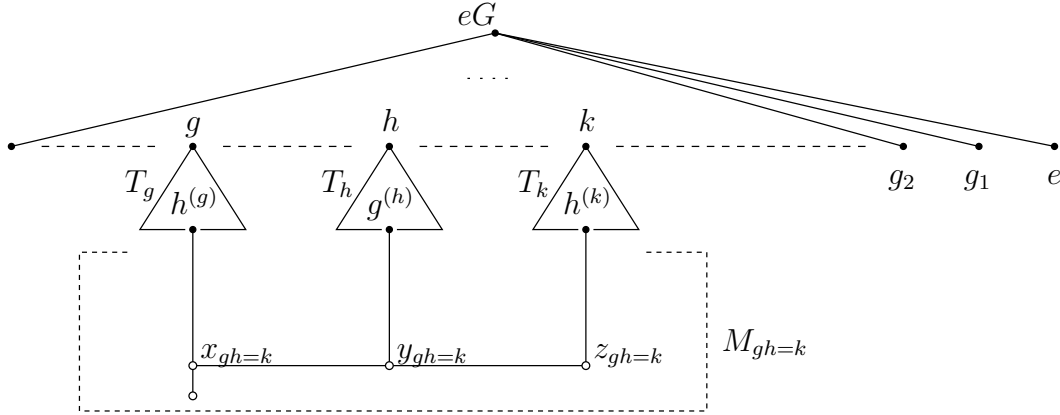 eG
. . . .
g h k
T_g h^{(g)} T_h g^{(h)} T_k h^{(k)} g_2 g_1 e
x_{gh=k} y_{gh=k} z_{gh=k} M_{gh=k}